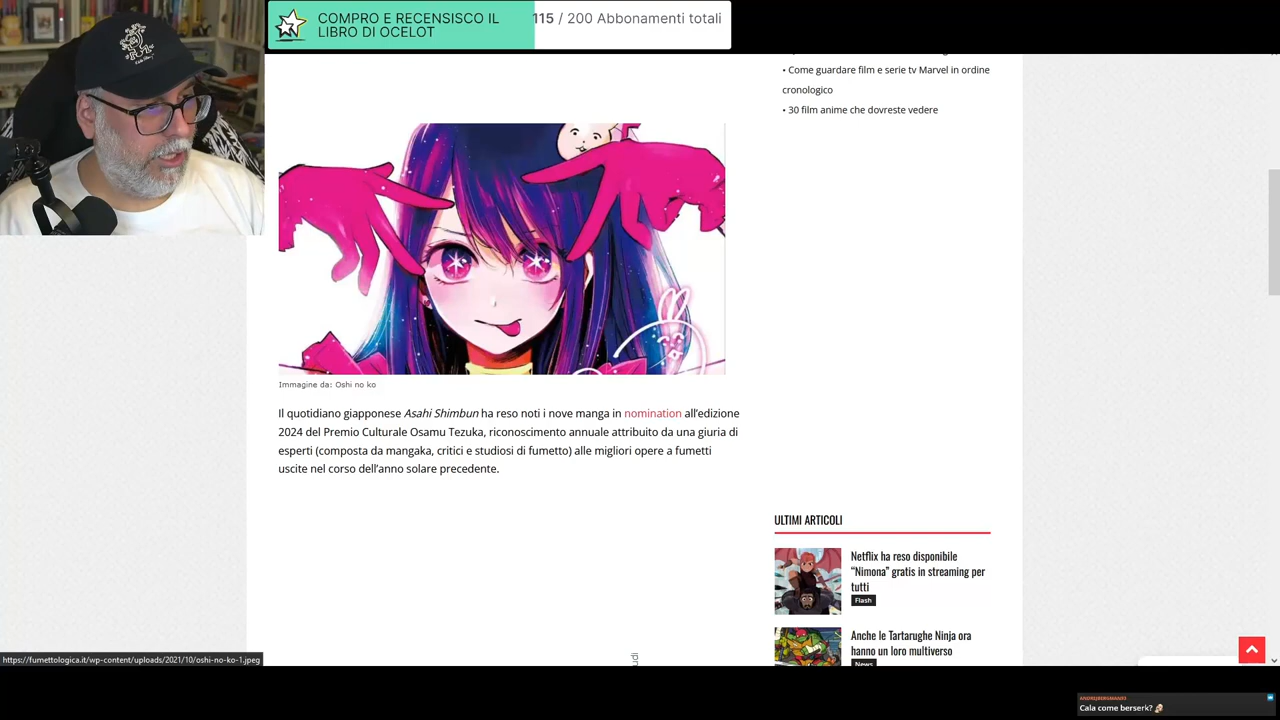 COMPRO E RECENSISCO IL
LIBRO DI OCELOT
115 / 200 Abbonamenti totali
• Come guardare film e serie tv Marvel in ordine
cronologico
• 30 film anime che dovreste vedere
Immagine da: Oshi no ko
Il quotidiano giapponese Asahi Shimbun ha reso noti i nove manga in nomination all’edizione
2024 del Premio Culturale Osamu Tezuka, riconoscimento annuale attribuito da una giuria di
esperti (composta da mangaka, critici e studiosi di fumetto) alle migliori opere a fumetti
uscite nel corso dell’anno solare precedente.
ULTIMI ARTICOLI
Netflix ha reso disponibile
“Nimona” gratis in streaming per
tutti
Flash
Anche le Tartarughe Ninja ora
hanno un loro multiverso
News
https://fumettologica.it/wp-content/uploads/2021/10/oshi-no-ko-1.jpeg
Cala come berserk?